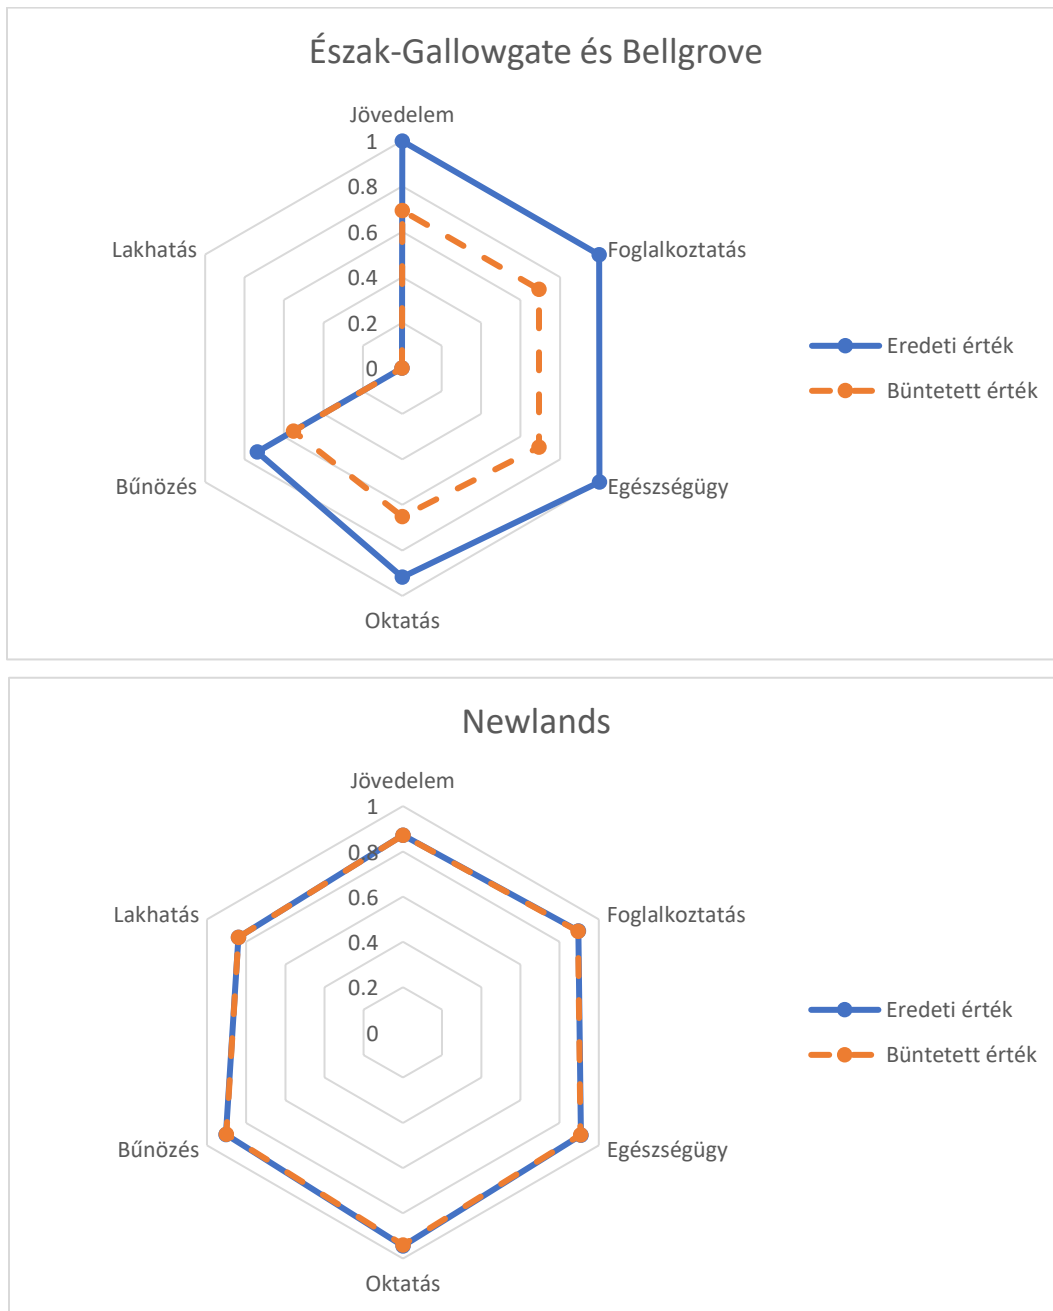 Észak-Gallowgate és Bellgrove
Jövedelem
1
0.8
0.6
0.4
0.2
0
Lakhatás
Foglalkoztatás
Bűnözés
Egészségügy
Oktatás
Eredeti érték
Büntetett érték
Newlands
Jövedelem
1
0.8
0.6
0.4
0.2
0
Lakhatás
Foglalkoztatás
Bűnözés
Egészségügy
Oktatás
Eredeti érték
Büntetett érték